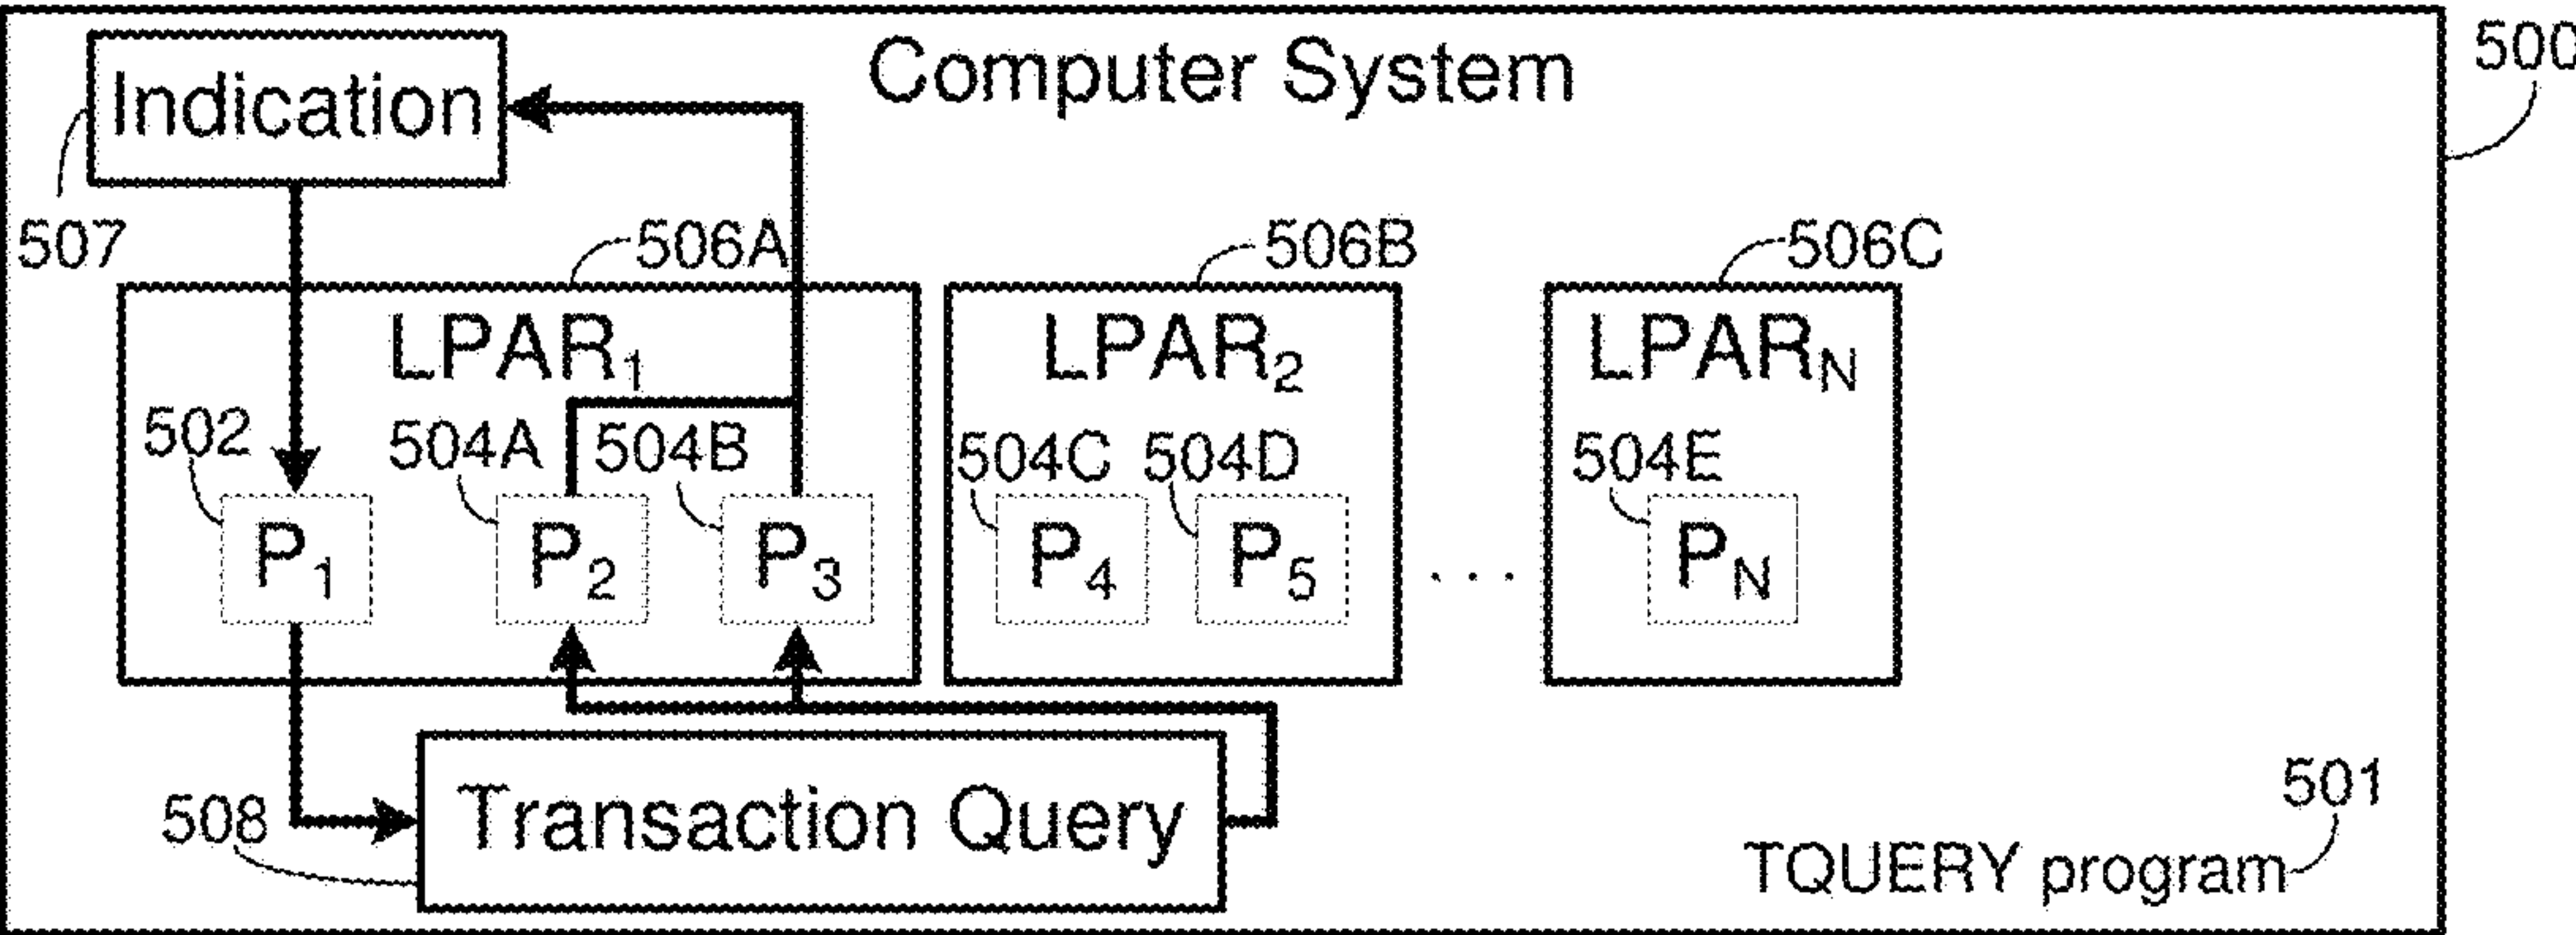 Computer System
500
Indication
507
506A
506B
506C
LPAR1
LPAR2
LPARN
502
504A
504B
504C
504D
504E
P1
P2
P3
P4
P5
...
PN
508
Transaction Query
501
TQUERY program